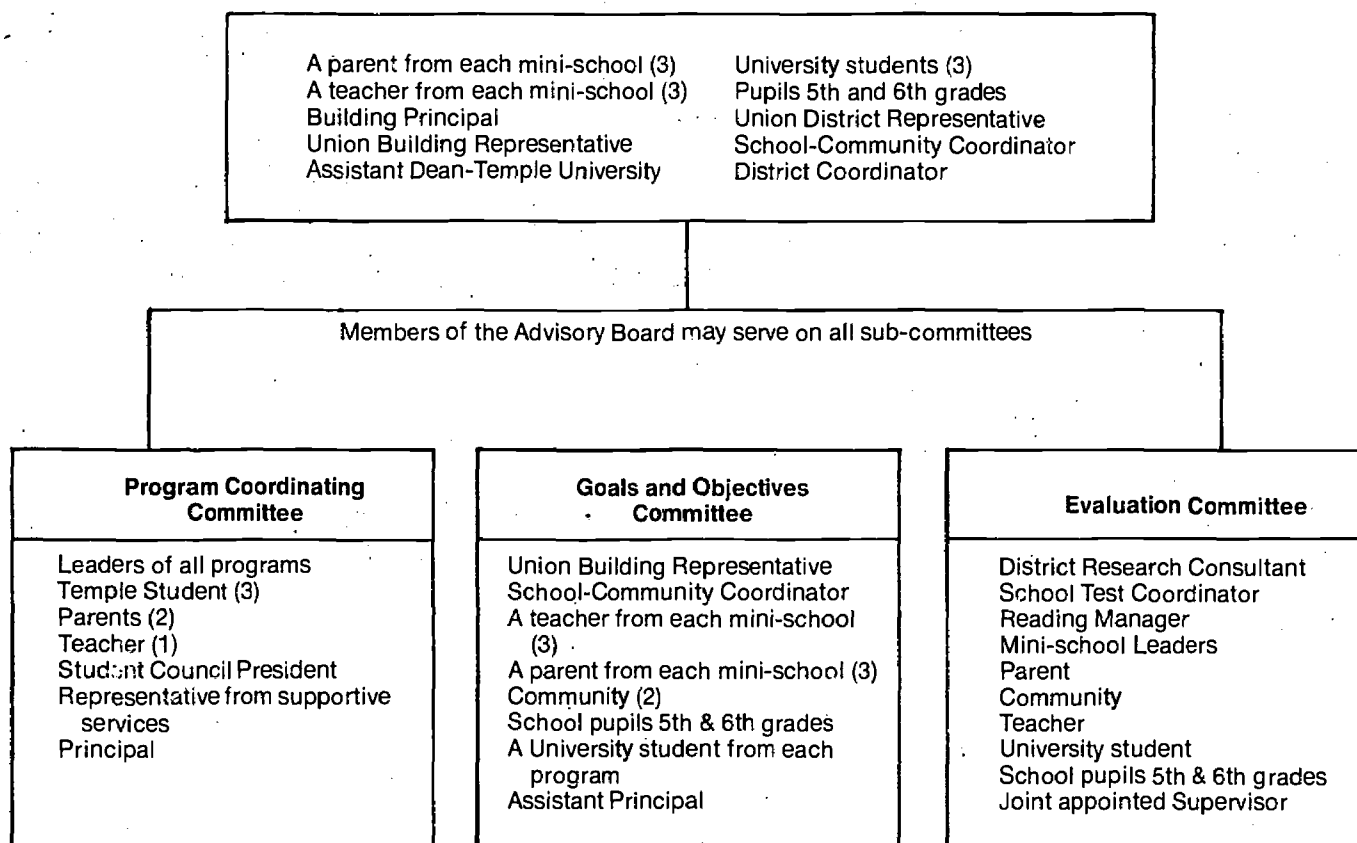 A parent from each mini-school (3)
A teacher from each mini-school (3)
Building Principal
Union Building Representative
Assistant Dean-Temple University
University students (3)
Pupils 5th and 6th grades
Union District Representative
School-Community Coordinator
District Coordinator
Members of the Advisory Board may serve on all sub-committees
Program Coordinating
Committee
Leaders of all programs
Temple Student (3)
Parents (2)
Teacher (1)
Student Council President
Representative from supportive
services
Principal
Goals and Objectives
Committee
Union Building Representative
School-Community Coordinator
A teacher from each mini-school
(3)
A parent from each mini-school (3)
Community (2)
School pupils 5th & 6th grades
A University student from each
program
Assistant Principal
Evaluation Committee
District Research Consultant
School Test Coordinator
Reading Manager
Mini-school Leaders
Parent
Community
Teacher
University student
School pupils 5th & 6th grades
Joint appointed Supervisor